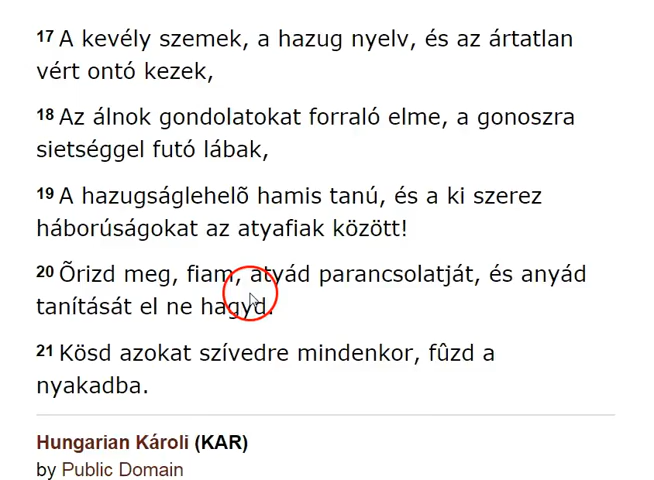 17 A kevély szemek, a hazug nyelv, és az ártatlan
vért ontó kezek,
18 Az álnok gondolatokat forraló elme, a gonoszra
sietséggel futó lábak,
19 A hazugságlehelõ hamis tanú, és a ki szerez
háborúságokat az atyafiak között!
20 Õrizd meg, fiam, atyád parancsolatját, és anyád
tanítását el ne hagyd.
21 Kösd azokat szívedre mindenkor, fûzd a
nyakadba.
Hungarian Károli (KAR)
by Public Domain